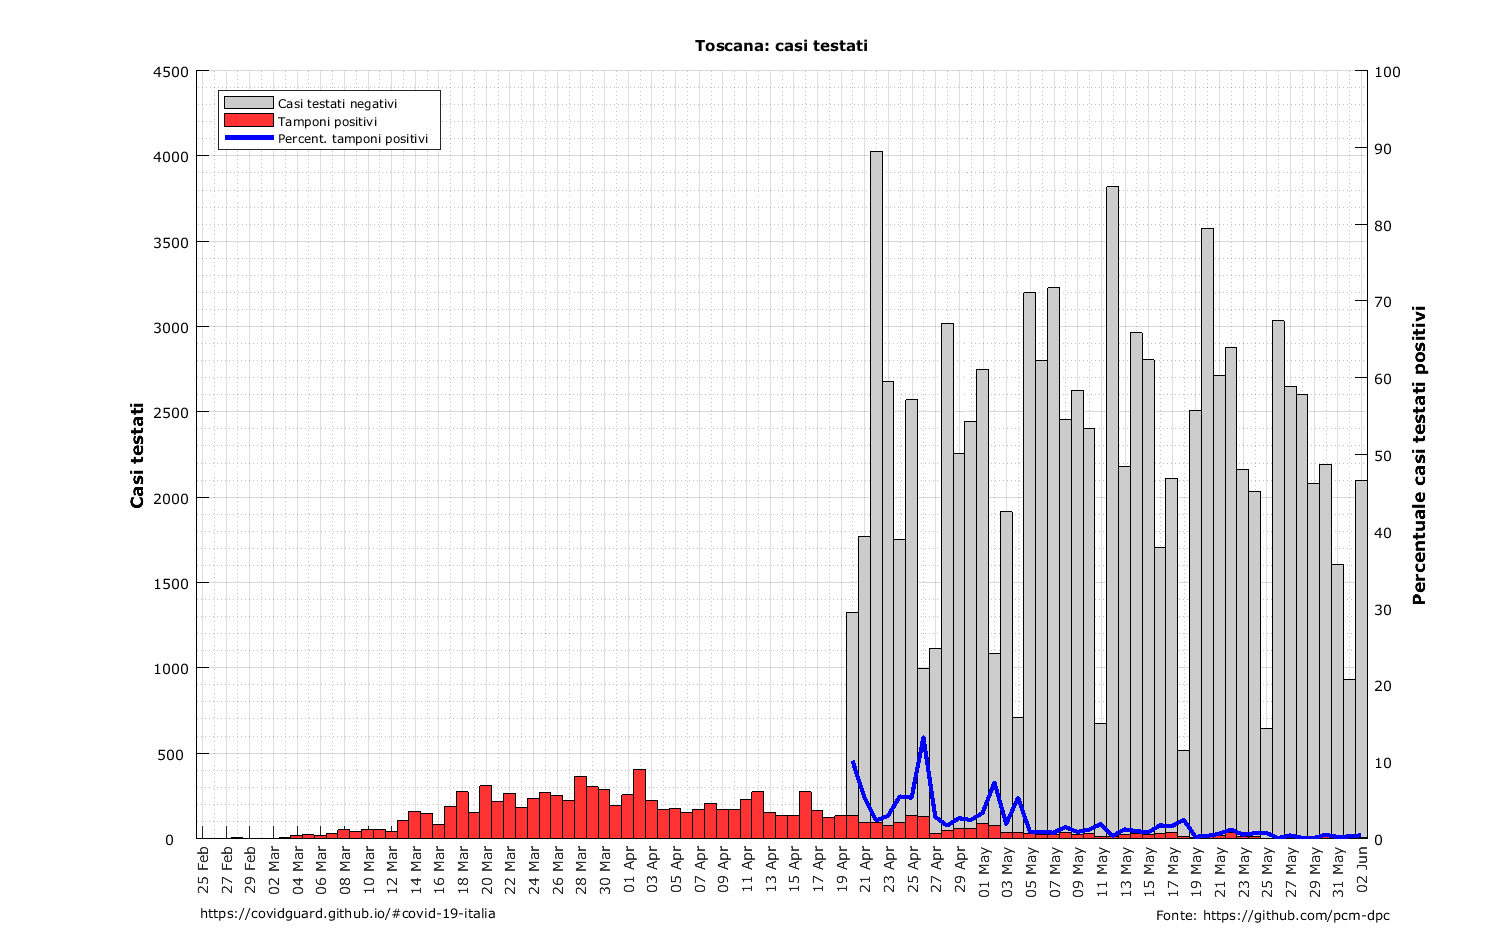 Toscana: casi testati
Casi testati negativi
Tamponi positivi
Percent. tamponi positivi
Casi testati
4500
4000
3500
3000
2500
2000
1500
1000
500
0
100
90
80
70
60
50
40
30
20
10
0
Percentuale casi testati positivi
25 Feb
27 Feb
29 Feb
02 Mar
04 Mar
06 Mar
08 Mar
10 Mar
12 Mar
14 Mar
16 Mar
18 Mar
20 Mar
22 Mar
24 Mar
26 Mar
28 Mar
30 Mar
01 Apr
03 Apr
05 Apr
07 Apr
09 Apr
11 Apr
13 Apr
15 Apr
17 Apr
19 Apr
21 Apr
23 Apr
25 Apr
27 Apr
29 Apr
01 May
03 May
05 May
07 May
09 May
11 May
13 May
15 May
17 May
19 May
21 May
23 May
25 May
27 May
29 May
31 May
02 Jun
https://covidguard.github.io/#covid-19-italia
Fonte: https://github.com/pcm-dpc